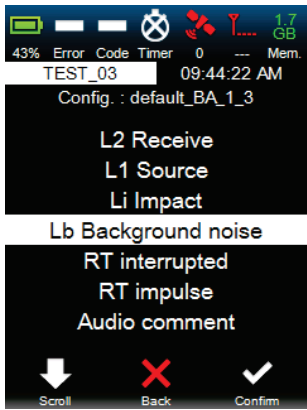 1.7
GB
43% Error Code Timer 0 --- Mem.
TEST_03 09:44:22 AM
Config. : default_BA_1_3
L2 Receive
L1 Source
Li Impact
Lb Background noise
RT interrupted
RT impulse
Audio comment
Scroll Back Confirm